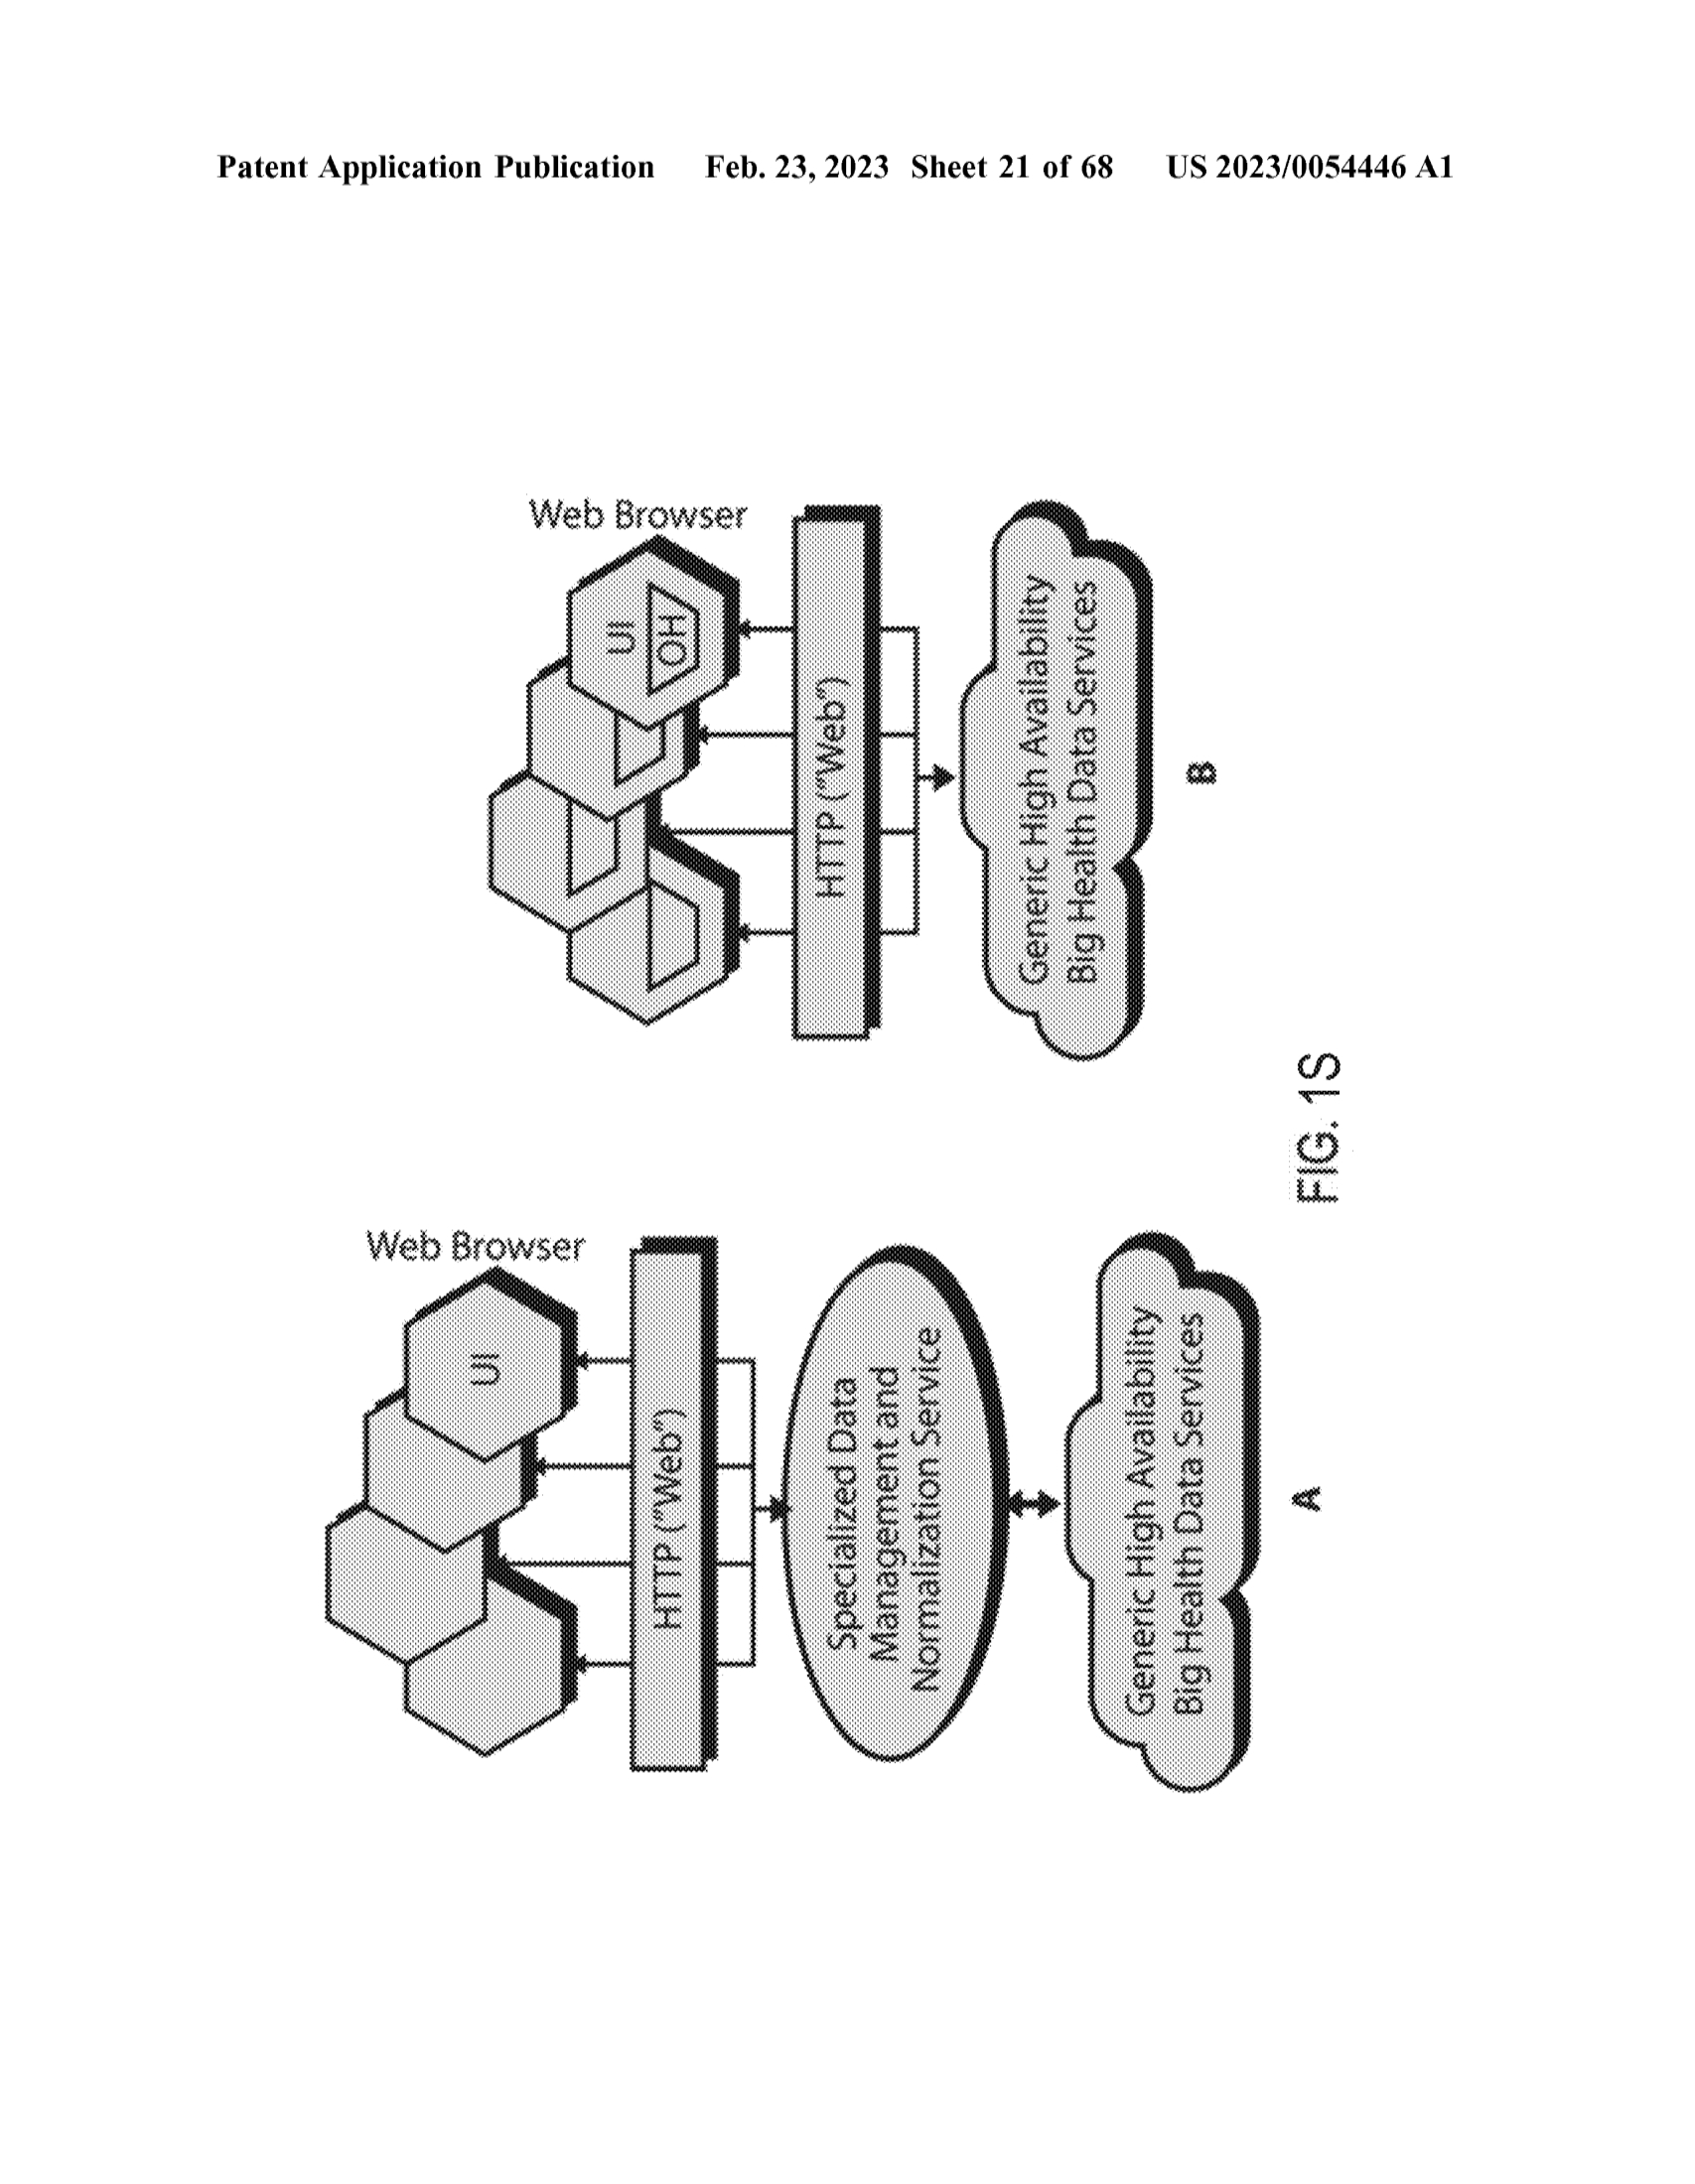 Patent Application Publication Feb. 23, 2023 Sheet 21 of 68 US 2023/0054446 A1
Web Browser
UI
HTTP ("Web")
Specialized Data
Management and
Normalization Service
Generic High Availability
Big Health Data Services
A
Web Browser
UI
OH
HTTP ("Web")
Generic High Availability
Big Health Data Services
B
FIG. 1S